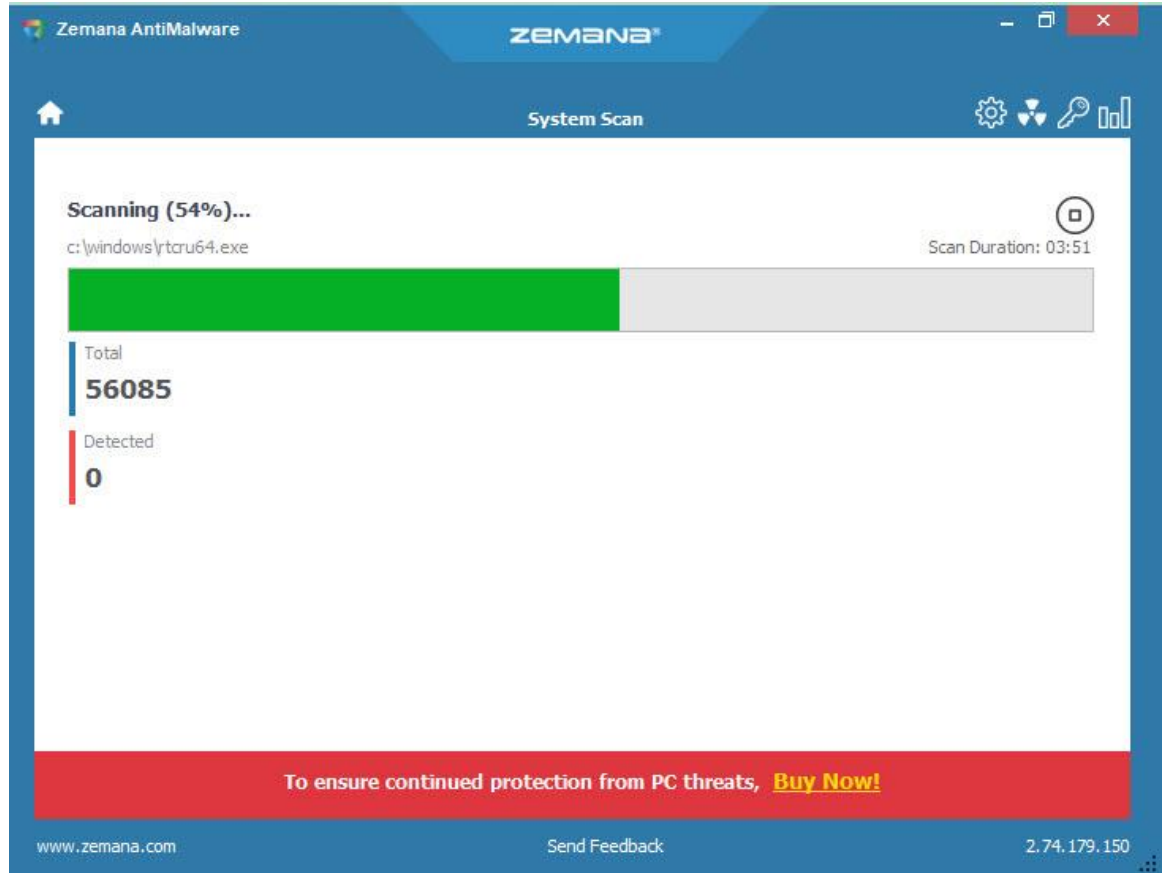 Zemana AntiMalware
zemana®
System Scan
Scanning (54%)...
c:\windows\rtcru64.exe
Scan Duration: 03:51
Total
56085
Detected
0
To ensure continued protection from PC threats, Buy Now!
www.zemana.com
Send Feedback
2.74.179.150